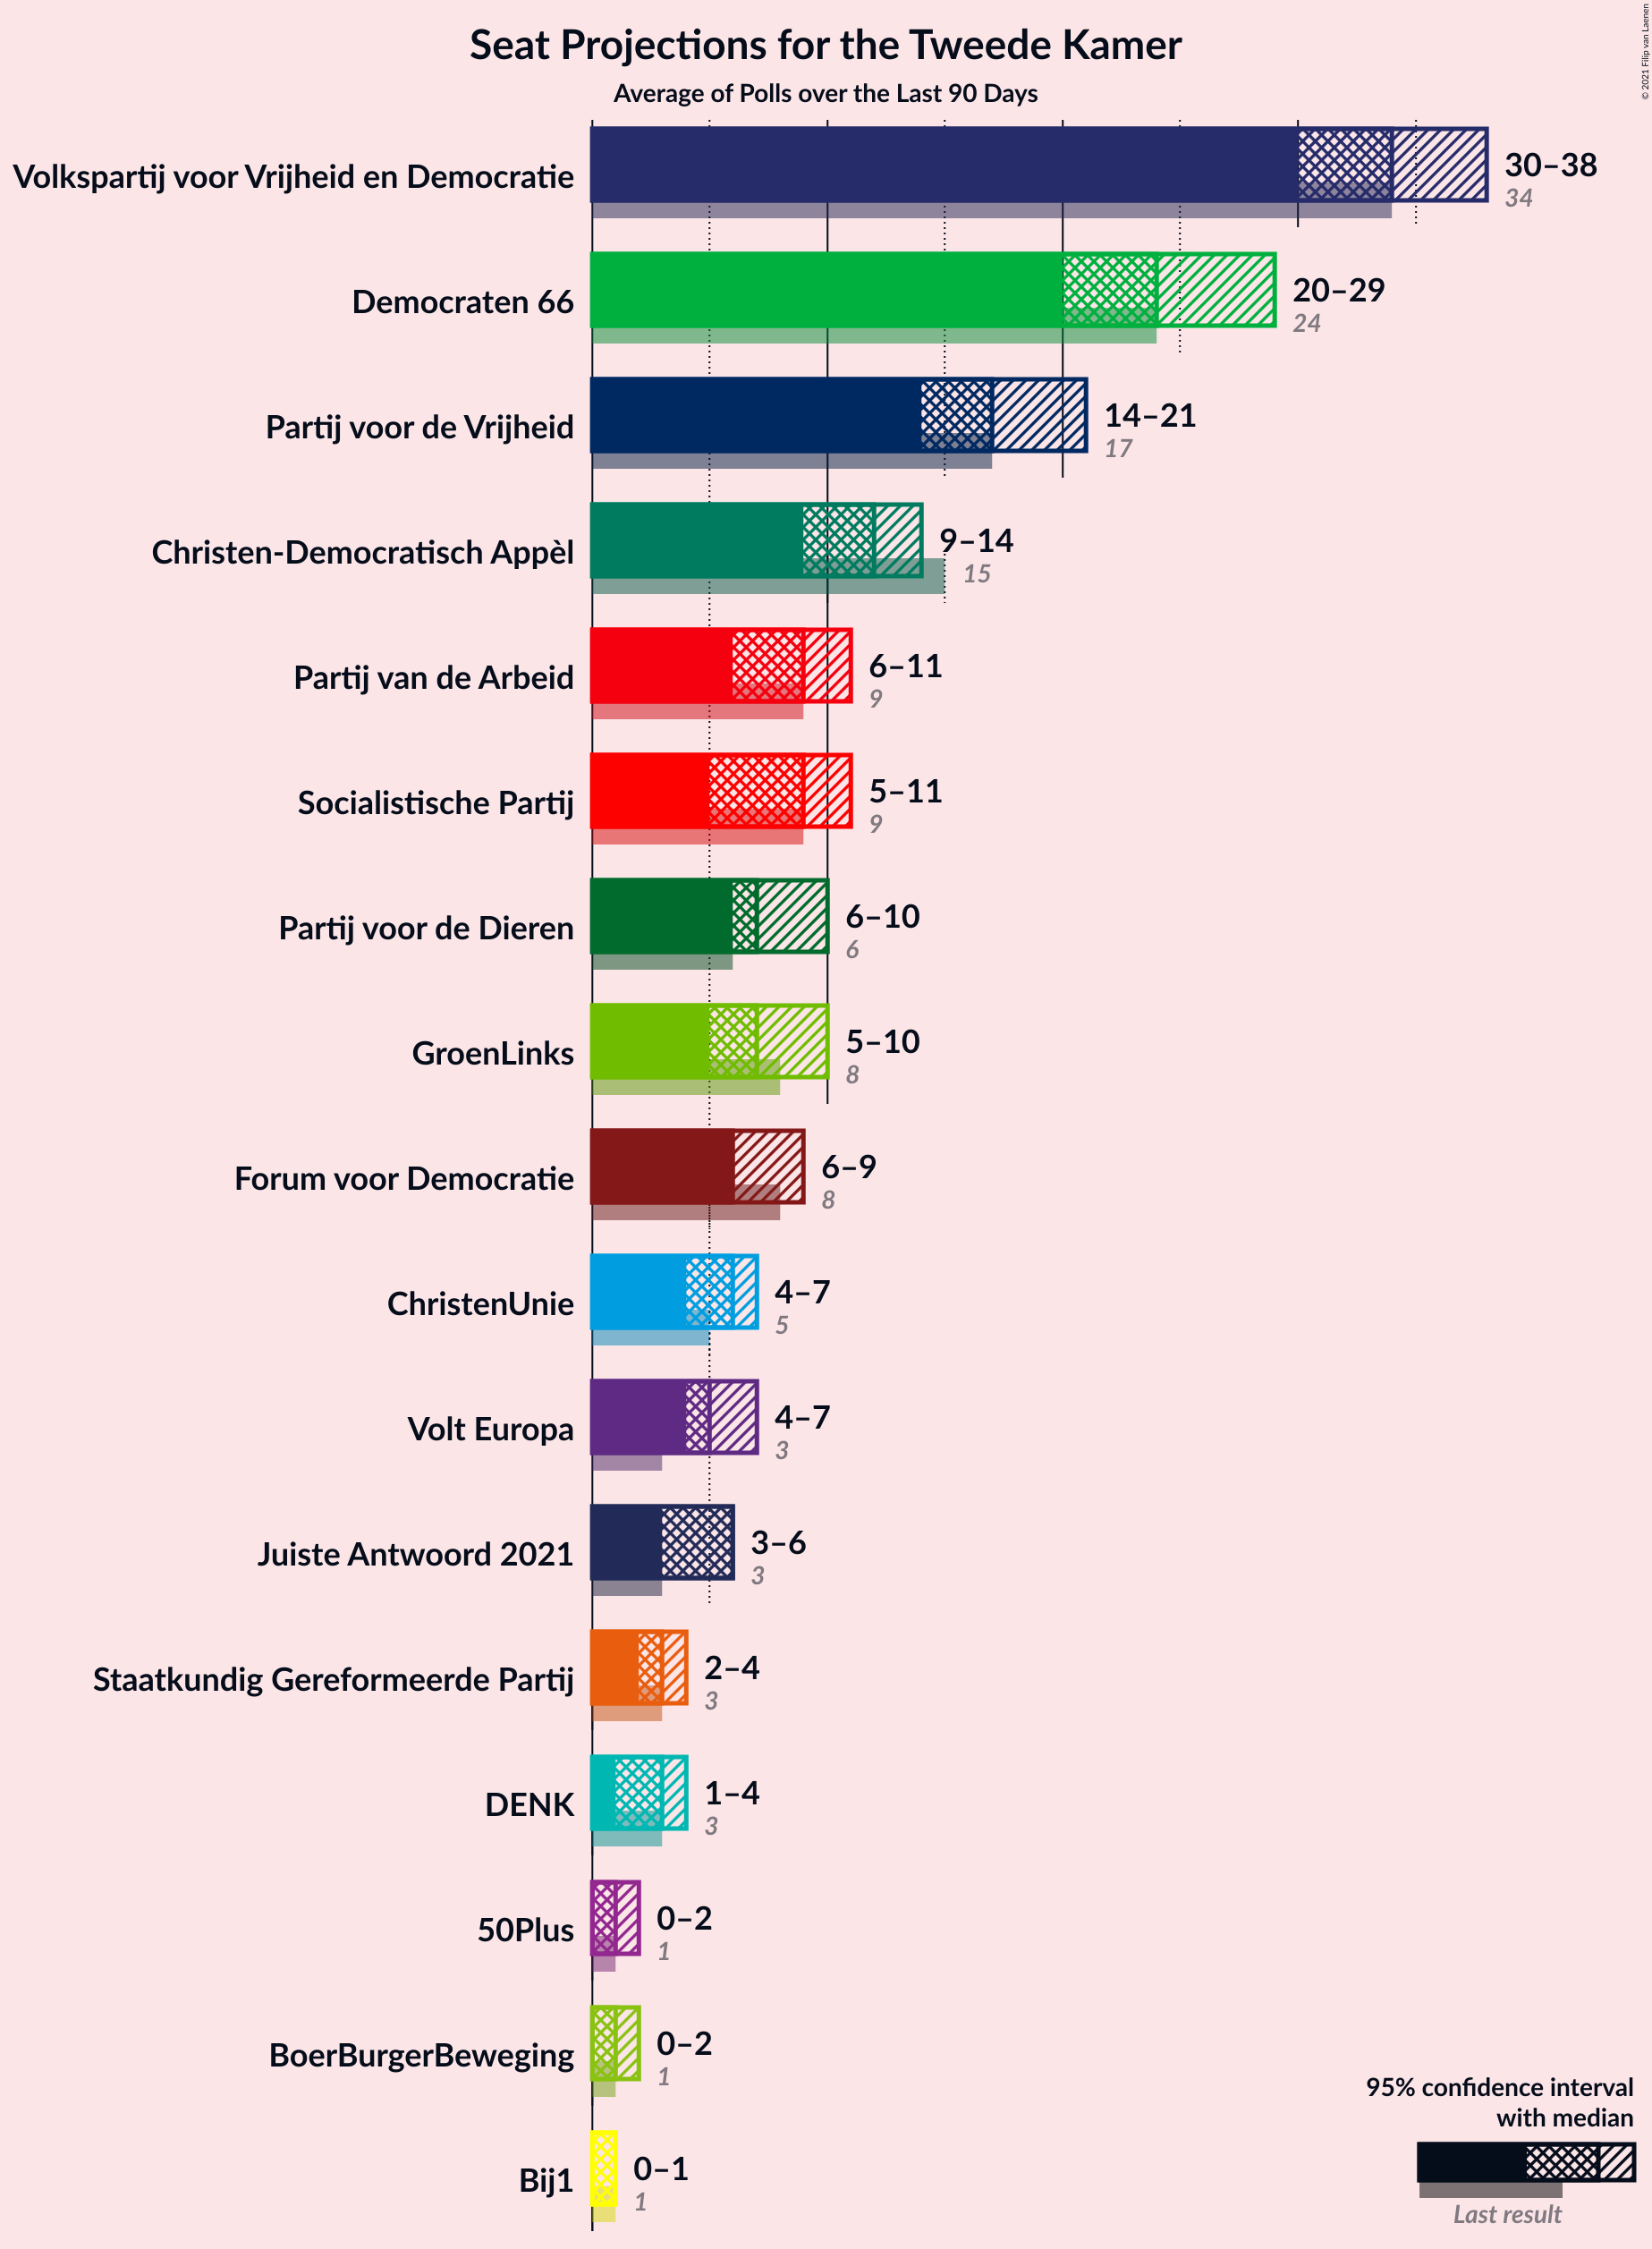 Seat Projections for the Tweede Kamer
Average of Polls over the Last 90 Days
© 2021 Filip van Laenen
Volkspartij voor Vrijheid en Democratie
30–38
34
Democraten 66
20–29
24
Partij voor de Vrijheid
14–21
17
Christen-Democratisch Appèl
9–14
15
Partij van de Arbeid
6–11
9
Socialistische Partij
5–11
9
Partij voor de Dieren
6–10
6
GroenLinks
5–10
8
Forum voor Democratie
6–9
8
ChristenUnie
4–7
5
Volt Europa
4–7
3
Juiste Antwoord 2021
3–6
3
Staatkundig Gereformeerde Partij
2–4
3
DENK
1–4
3
50Plus
0–2
1
BoerBurgerBeweging
0–2
1
Bij1
0–1
1
95% confidence interval
with median
Last result